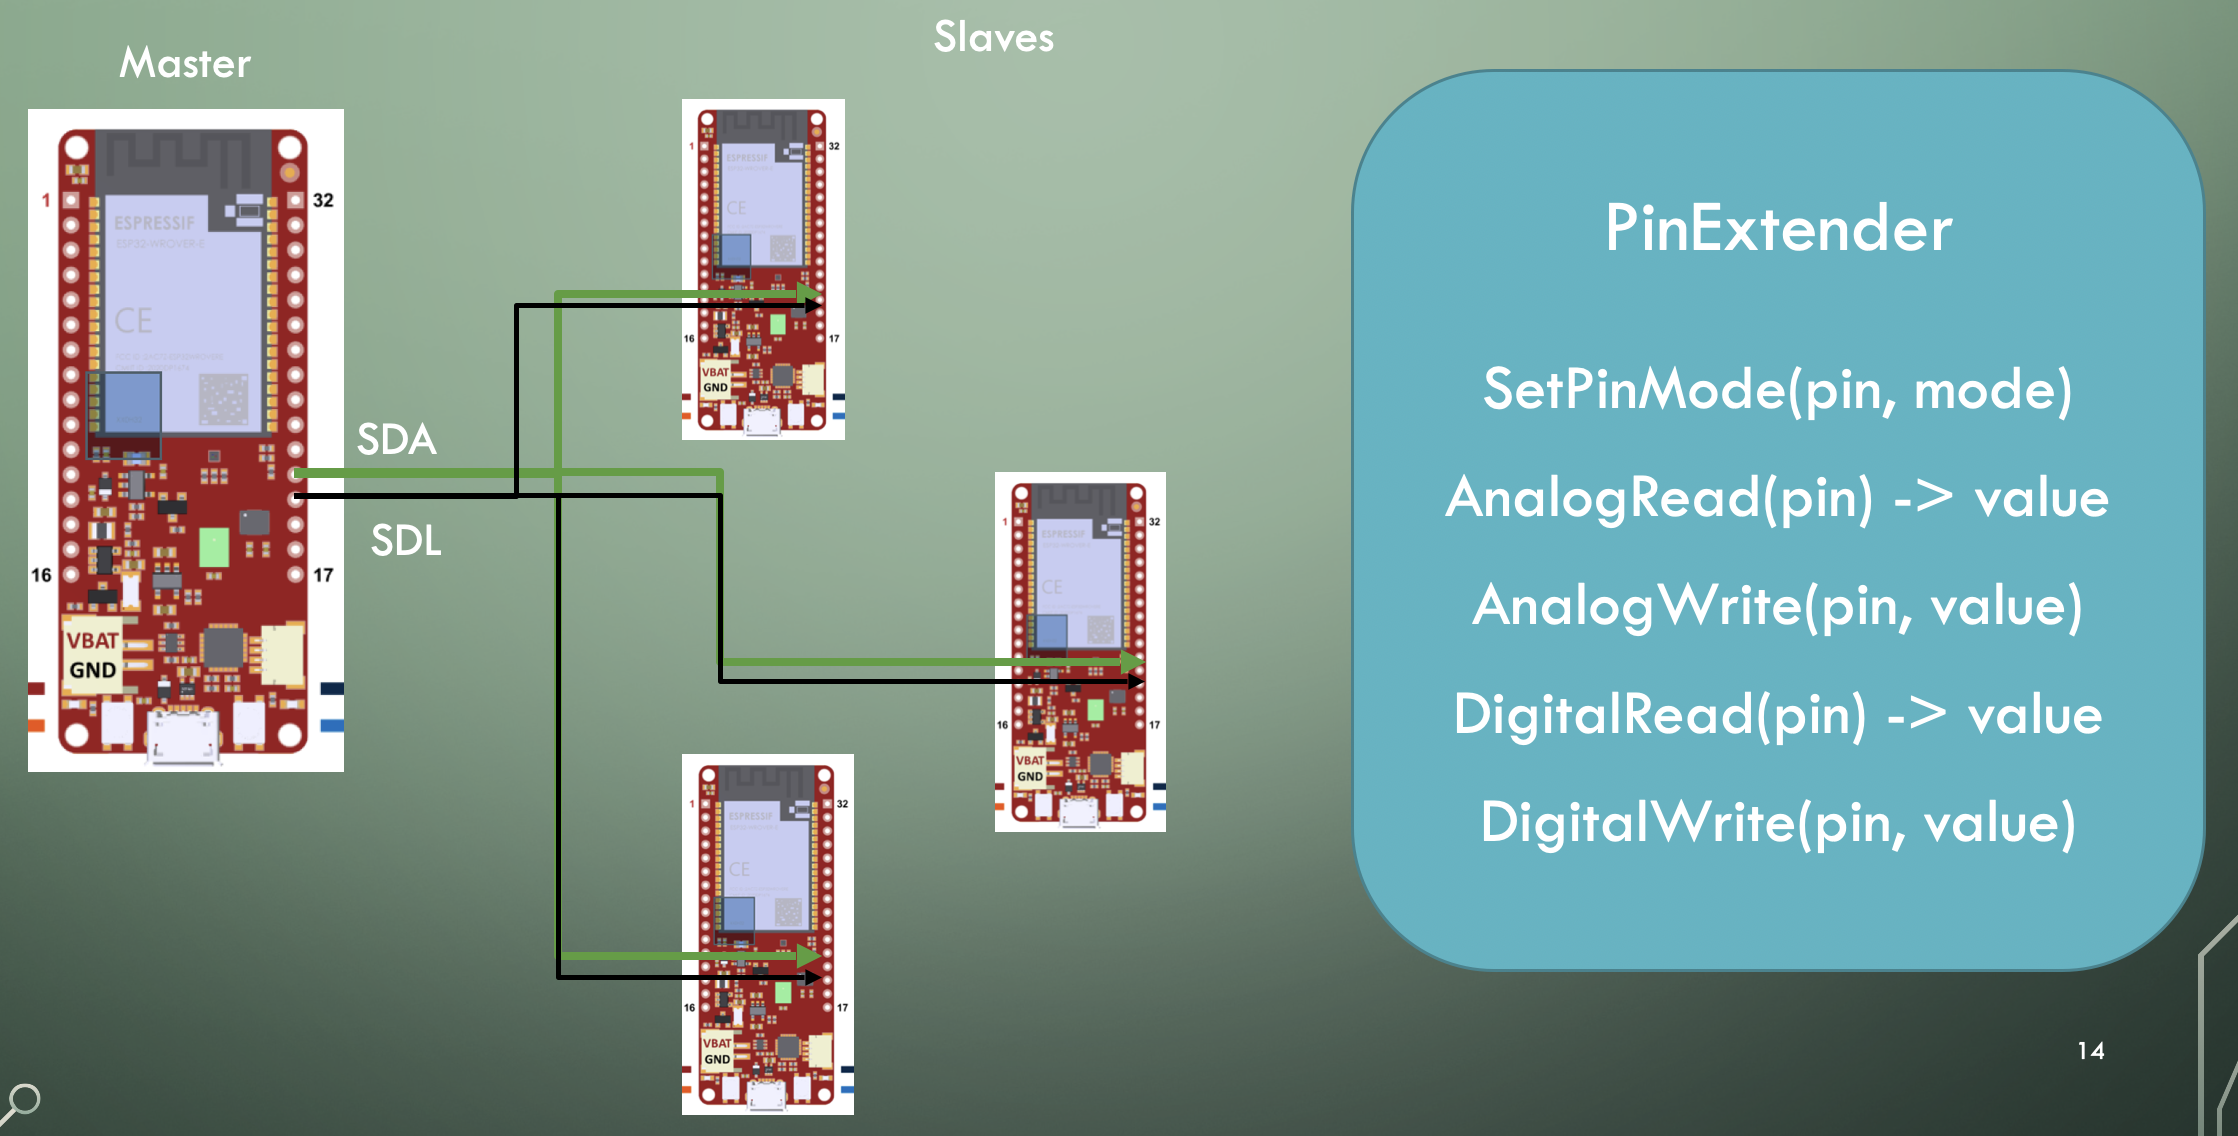 Master
Slaves
1
32
ESPRESSIF
ESP32-WROVER-E
CE
16
17
VBAT
GND
SDA
SDL
1
32
ESPRESSIF
CE
16
17
VBAT
GND
1
32
ESPRESSIF
CE
16
17
VBAT
GND
1
32
ESPRESSIF
CE
16
17
VBAT
GND
PinExtender
SetPinMode(pin, mode)
AnalogRead(pin) -> value
AnalogWrite(pin, value)
DigitalRead(pin) -> value
DigitalWrite(pin, value)
14